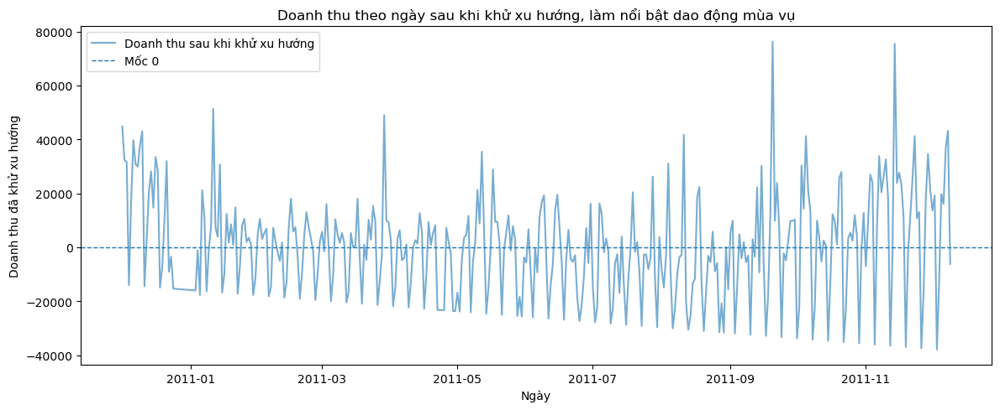 Doanh thu theo ngày sau khi khử xu hướng, làm nổi bật dao động mùa vụ
Doanh thu sau khi khử xu hướng
Mốc 0
Doanh thu đã khử xu hướng
80000
60000
40000
20000
0
−20000
−40000
2011-01
2011-03
2011-05
2011-07
2011-09
2011-11
Ngày